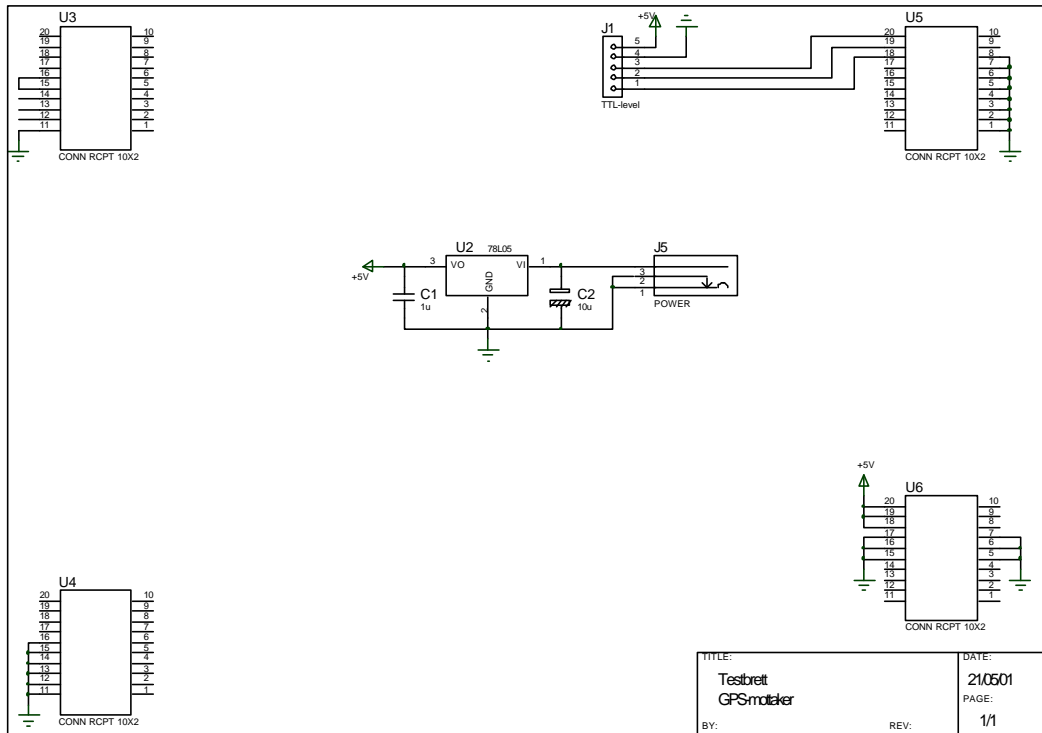 U3
20 10
19 9
18 8
17 7
16 6
15 5
14 4
13 3
12 2
11 1
CONN RCPT 10X2
+5V
J1
5
4
3
2
1
TTL-level
U5
20 10
19 9
18 8
17 7
16 6
15 5
14 4
13 3
12 2
11 1
CONN RCPT 10X2
U2 78L05
+5V
3 VO VI 1
GND
2
C1
1u
C2
10u
J5
3
2
1
POWER
+5V
U6
20 10
19 9
18 8
17 7
16 6
15 5
14 4
13 3
12 2
11 1
CONN RCPT 10X2
U4
20 10
19 9
18 8
17 7
16 6
15 5
14 4
13 3
12 2
11 1
CONN RCPT 10X2
TITLE:
Testbrett
GPS-mottaker
BY:
REV:
DATE:
21/05/01
PAGE:
1/1